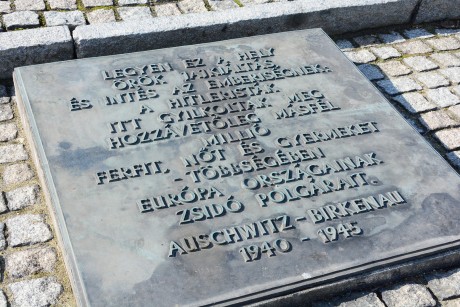 LEGYEN EZ A HELY
ÖRÖK JAJKIÁLTÁS
ÉS INTÉS AZ EMBERISÉGNEK.
ITT GYILKOLTAK MEG
A HITLERISTÁK
HOZZÁVETŐLEG MÁSFÉL
MILLIÓ
FÉRFIT, NŐT ÉS GYERMEKET
- TÖBBSÉGÉBEN
EURÓPA ORSZÁGAINAK
ZSIDÓ POLGÁRAIT.
AUSCHWITZ-BIRKENAU
1940 - 1945